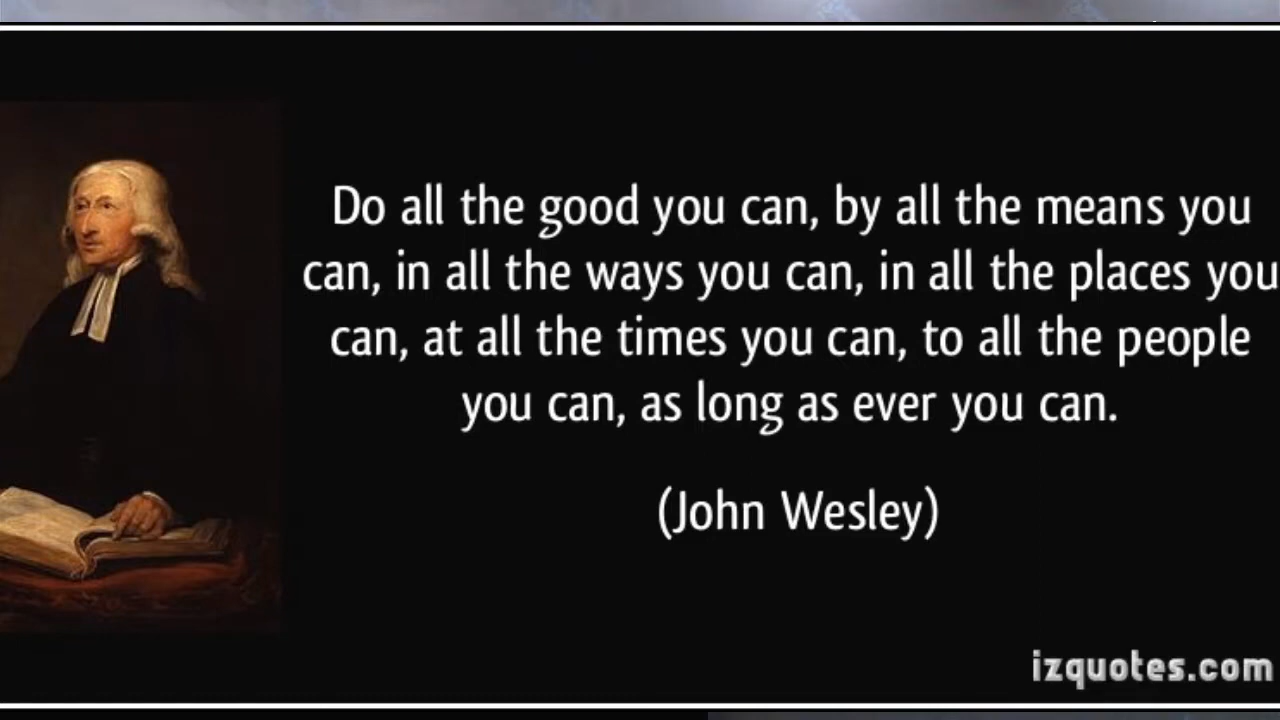 Do all the good you can, by all the means you
can, in all the ways you can, in all the places you
can, at all the times you can, to all the people
you can, as long as ever you can.
(John Wesley)
izquotes.com